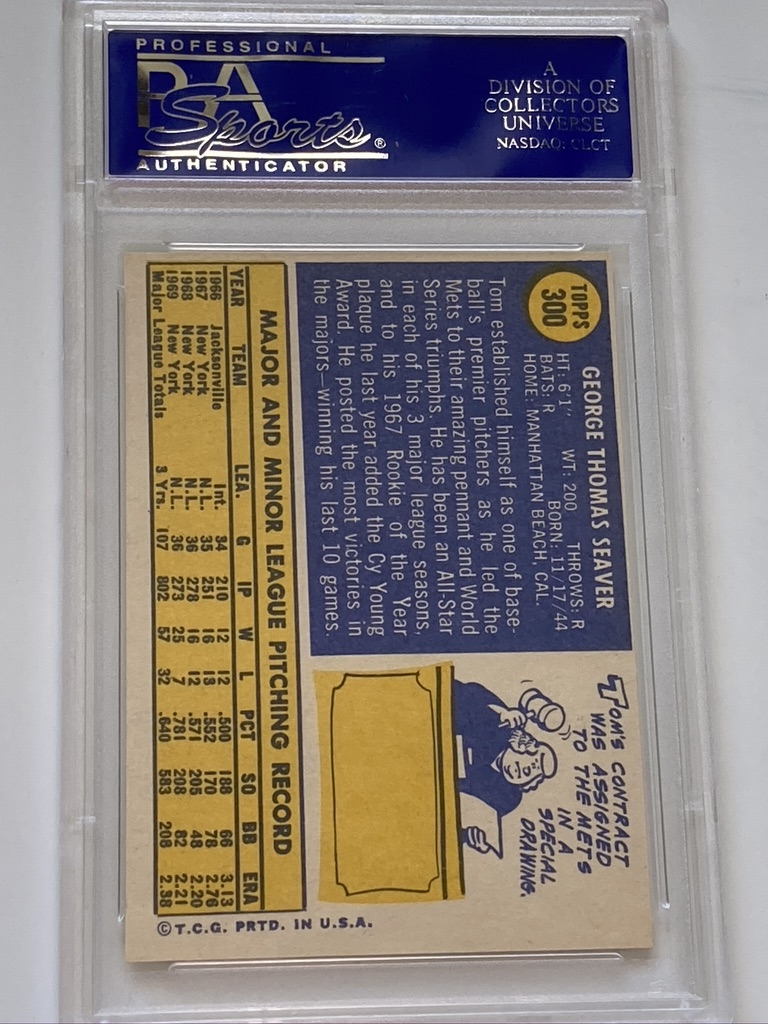 PROFESSIONAL
PSA
Sports®
AUTHENTICATOR
A
DIVISION OF
COLLECTORS
UNIVERSE
NASDAQ: CLCT
TOPPS
300
GEORGE THOMAS SEAVER
HT: 6'1" WT: 200 THROWS: R
BATS: R BORN: 11/17/44
HOME: MANHATTAN BEACH, CAL.
Tom established himself as one of base-
ball's premier pitchers as he led the
Mets to their amazing pennant and World
Series triumphs. He has been an All-Star
in each of his 3 major league seasons,
and to his 1967 Rookie of the Year
plaque he last year added the Cy Young
Award. He posted the most victories in
the majors—winning his last 10 games.
TOM'S CONTRACT
WAS ASSIGNED
TO THE METS
IN A
SPECIAL
DRAWING.
MAJOR AND MINOR LEAGUE PITCHING RECORD
YEAR TEAM LEA. G IP W L PCT SO BB ERA
1966 Jacksonville Int. 34 210 12 12 .500 188 66 3.13
1967 New York N.L. 35 251 16 13 .552 170 78 2.76
1968 New York N.L. 36 278 16 12 .571 205 48 2.20
1969 New York N.L. 36 273 25 7 .781 208 82 2.21
Major League Totals 3 Yrs. 107 802 57 32 .640 583 208 2.38
©T.C.G. PRTD. IN U.S.A.